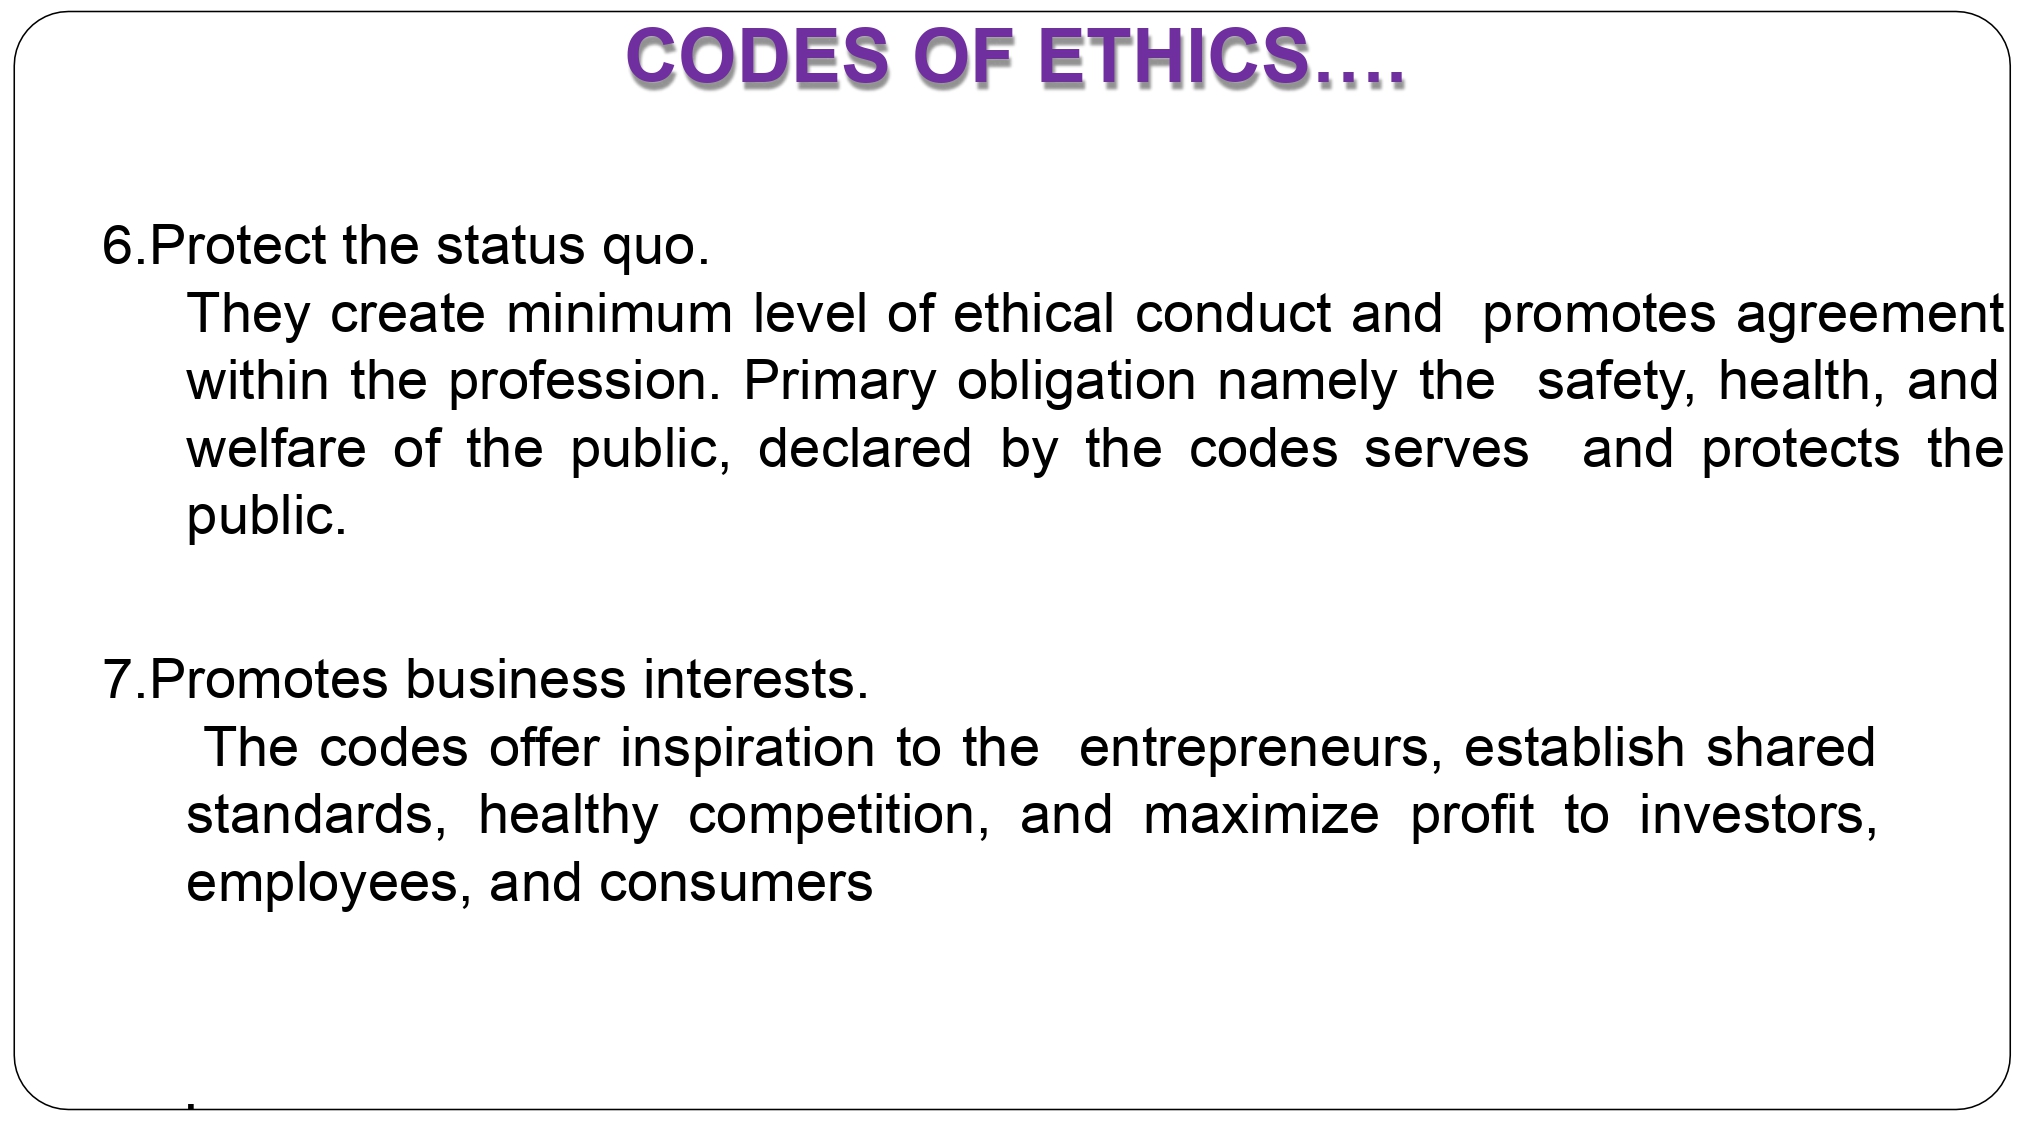 CODES OF ETHICS....
6.Protect the status quo.
They create minimum level of ethical conduct and promotes agreement
within the profession. Primary obligation namely the safety, health, and
welfare of the public, declared by the codes serves and protects the
public.
7.Promotes business interests.
The codes offer inspiration to the entrepreneurs, establish shared
standards, healthy competition, and maximize profit to investors,
employees, and consumers
.